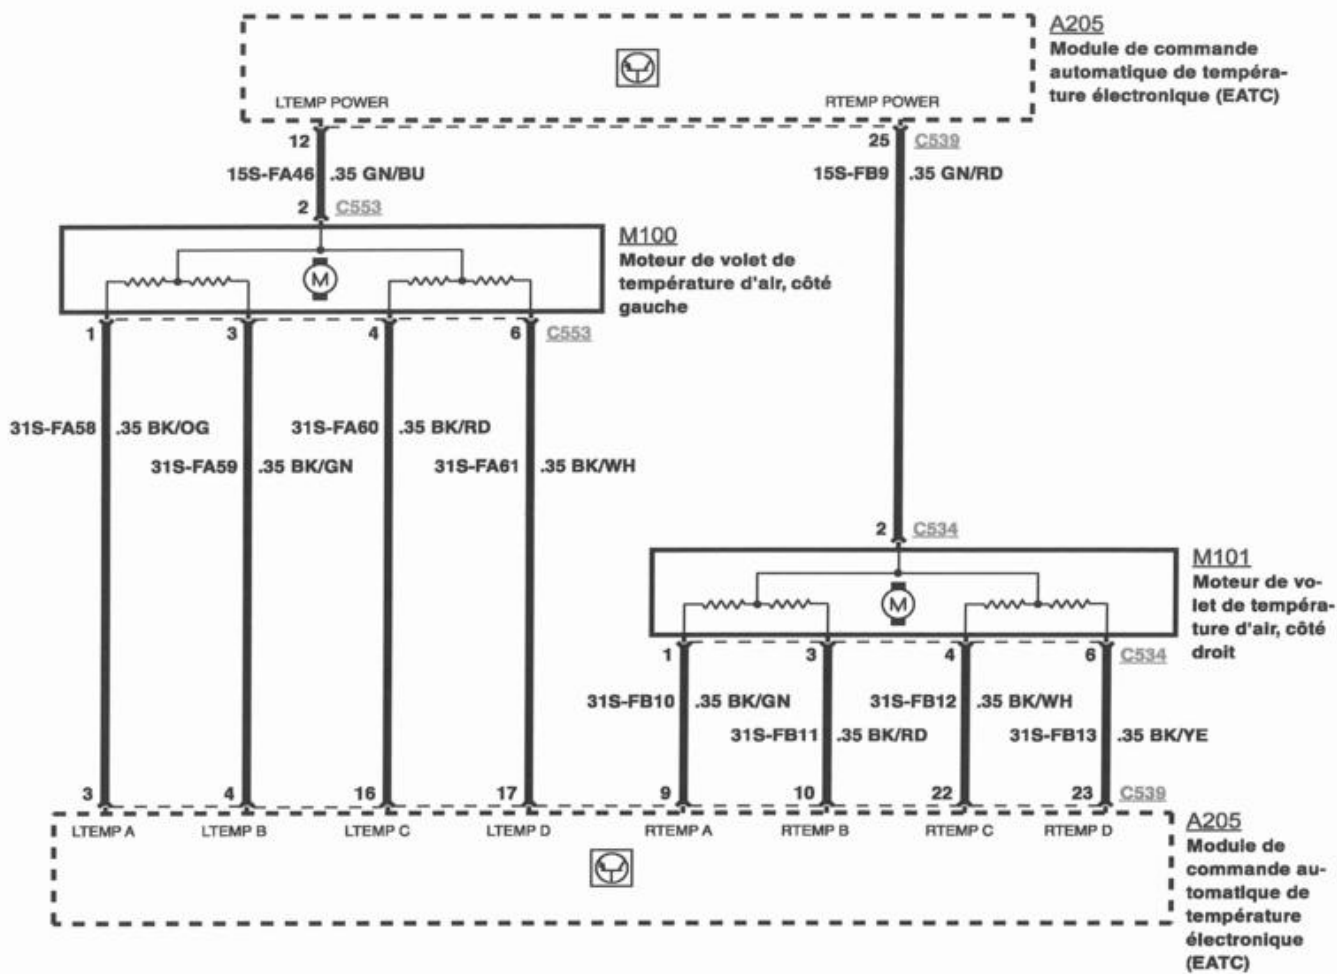 A205
Module de commande
automatique de tempéra-
ture électronique (EATC)
LTEMP POWER
RTEMP POWER
12
25
C539
15S-FA46
.35 GN/BU
15S-FB9
.35 GN/RD
2
C553
M100
Moteur de volet de
température d'air, côté
gauche
M
1
3
4
6
C553
31S-FA58
.35 BK/OG
31S-FA60
.35 BK/RD
31S-FA59
.35 BK/GN
31S-FA61
.35 BK/WH
2
C534
M101
Moteur de vo-
let de tempéra-
ture d'air, côté
droit
M
1
3
4
6
C534
31S-FB10
.35 BK/GN
31S-FB12
.35 BK/WH
31S-FB11
.35 BK/RD
31S-FB13
.35 BK/YE
3
4
16
17
9
10
22
23
C539
LTEMP A
LTEMP B
LTEMP C
LTEMP D
RTEMP A
RTEMP B
RTEMP C
RTEMP D
A205
Module de
commande au-
tomatique de
température
électronique
(EATC)